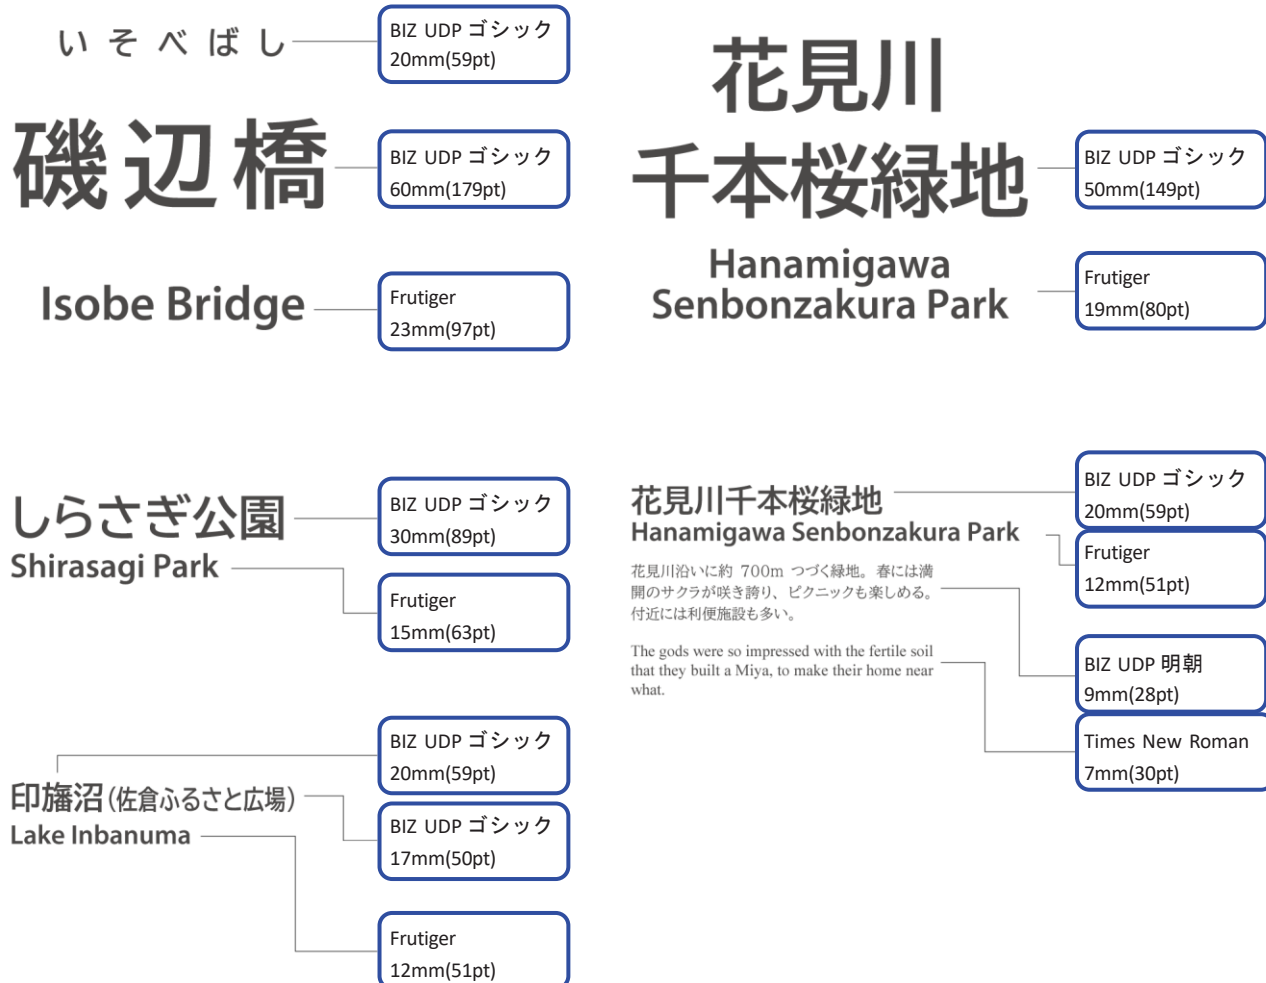 いそべばし
BIZ UDP ゴシック
20mm(59pt)
磯辺橋
BIZ UDP ゴシック
60mm(179pt)
Isobe Bridge
Frutiger
23mm(97pt)
花見川
千本桜緑地
BIZ UDP ゴシック
50mm(149pt)
Hanamigawa
Senbonzakura Park
Frutiger
19mm(80pt)
しらさぎ公園
BIZ UDP ゴシック
30mm(89pt)
Shirasagi Park
Frutiger
15mm(63pt)
印旛沼(佐倉ふるさと広場)
BIZ UDP ゴシック
20mm(59pt)
BIZ UDP ゴシック
17mm(50pt)
Lake Inbanuma
Frutiger
12mm(51pt)
花見川千本桜緑地
BIZ UDP ゴシック
20mm(59pt)
Hanamigawa Senbonzakura Park
Frutiger
12mm(51pt)
花見川沿いに約 700m つづく緑地。春には満
開のサクラが咲き誇り、ピクニックも楽しめる。
付近には利便施設も多い。
BIZ UDP 明朝
9mm(28pt)
The gods were so impressed with the fertile soil
that they built a Miya, to make their home near
what.
Times New Roman
7mm(30pt)